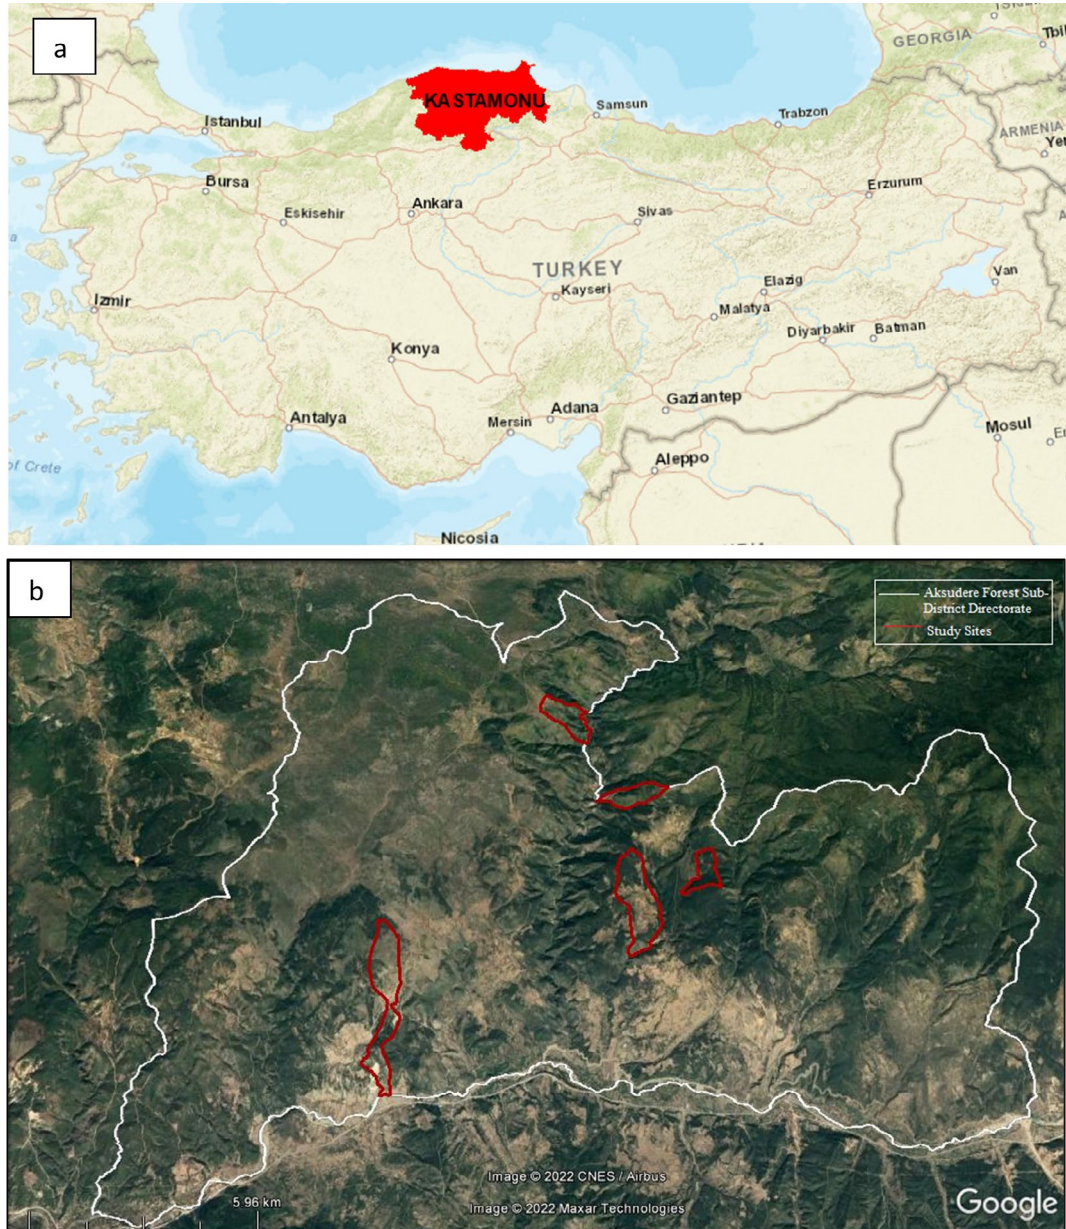 a
GEORGIA
KASTAMONU
Samsun
Trabzon
Istanbul
ARMENIA
Bursa
Erzurum
Ankara
Eskisehir
Sivas
TURKEY
Van
Elazig
Kayseri
Izmir
Malatya
Diyarbakir
Batman
Konya
Gaziantep
Adana
Antalya
Mersin
Mosul
Aleppo
of Crete
Nicosia
b
Aksudere Forest Sub-
District Directorate
Study Sites
Image © 2022 CNES / Airbus
5.96 km
Image © 2022 Maxar Technologies
Google